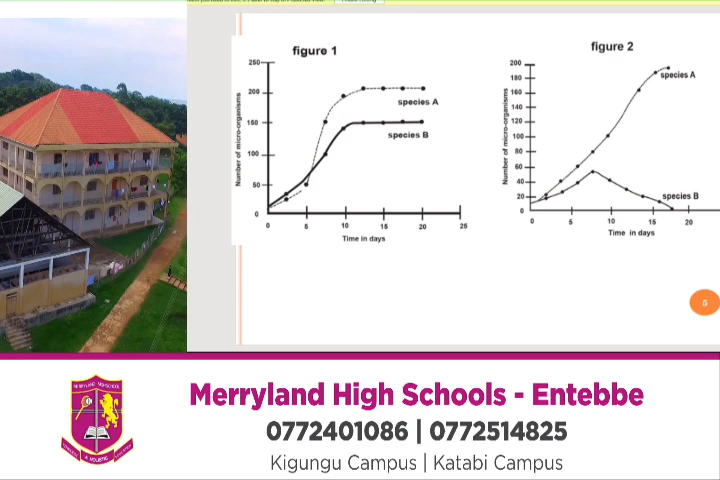 figure 1
250
200
150
100
50
0
Number of micro-organisms
species A
species B
0 5 10 15 20 25
Time in days
figure 2
200
180
160
140
120
100
80
60
40
20
0
Number of micro-organisms
species A
species B
0 5 10 15 20
Time in days
5
MERRYLAND HIGH SCHOOL
Merryland High Schools - Entebbe
0772401086 | 0772514825
Kigungu Campus | Katabi Campus